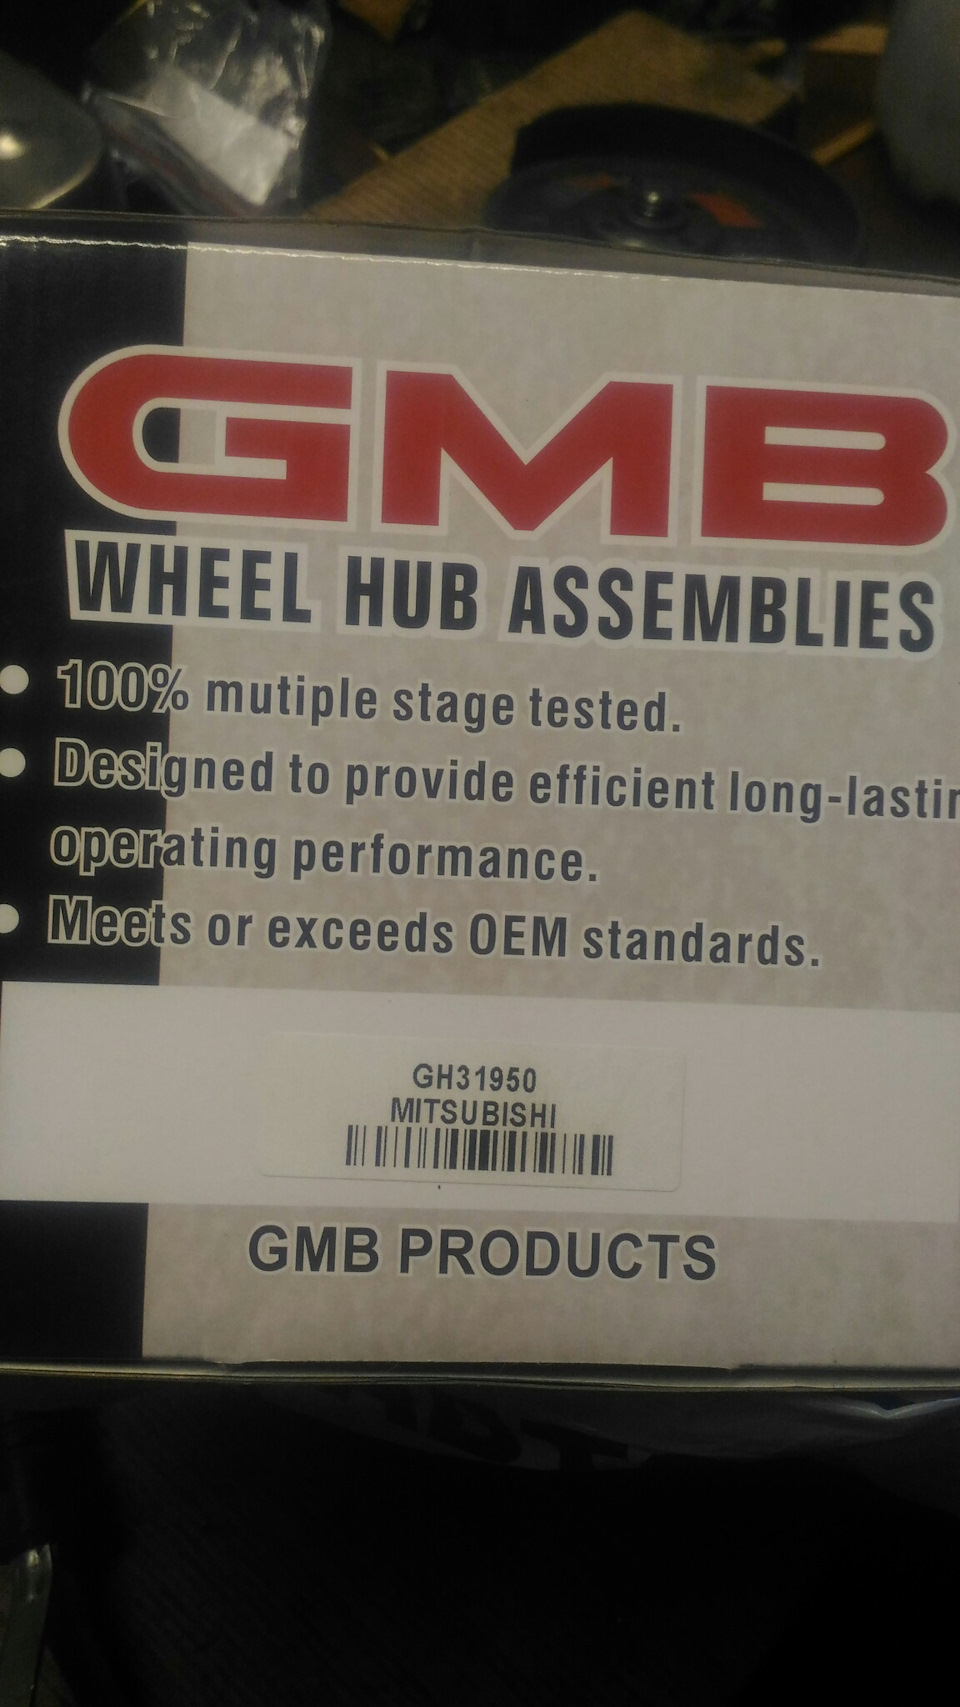 GMB
WHEEL HUB ASSEMBLIES
• 100% mutiple stage tested.
• Designed to provide efficient long-lastin
operating performance.
• Meets or exceeds OEM standards.
GH31950
MITSUBISHI
GMB PRODUCTS